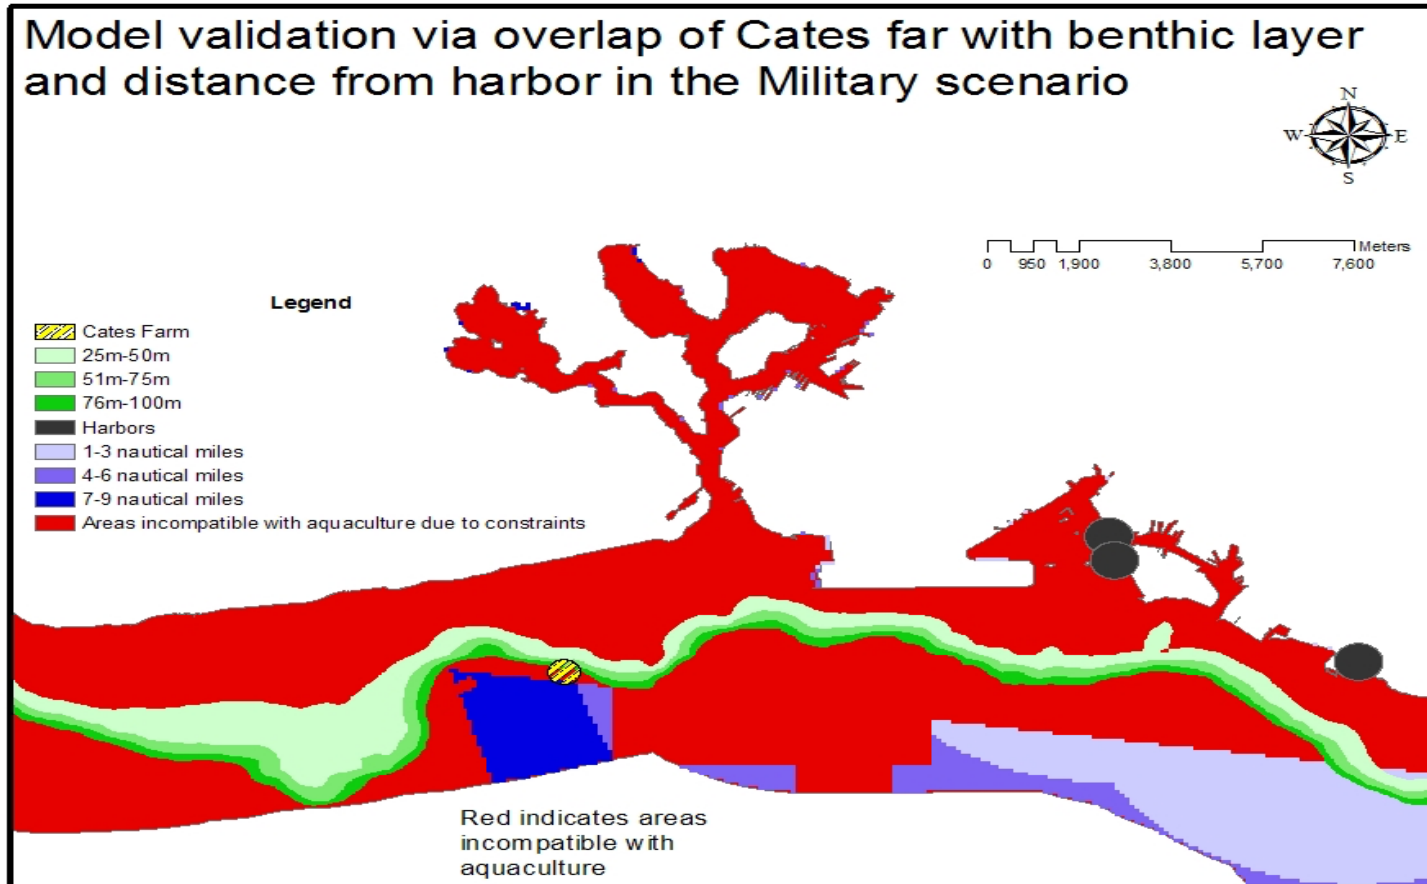 Model validation via overlap of Cates far with benthic layer
and distance from harbor in the Military scenario
N
W E
S
Meters
0 950 1,900 3,800 5,700 7,600
Legend
Cates Farm
25m-50m
51m-75m
76m-100m
Harbors
1-3 nautical miles
4-6 nautical miles
7-9 nautical miles
Areas incompatible with aquaculture due to constraints
Red indicates areas
incompatible with
aquaculture